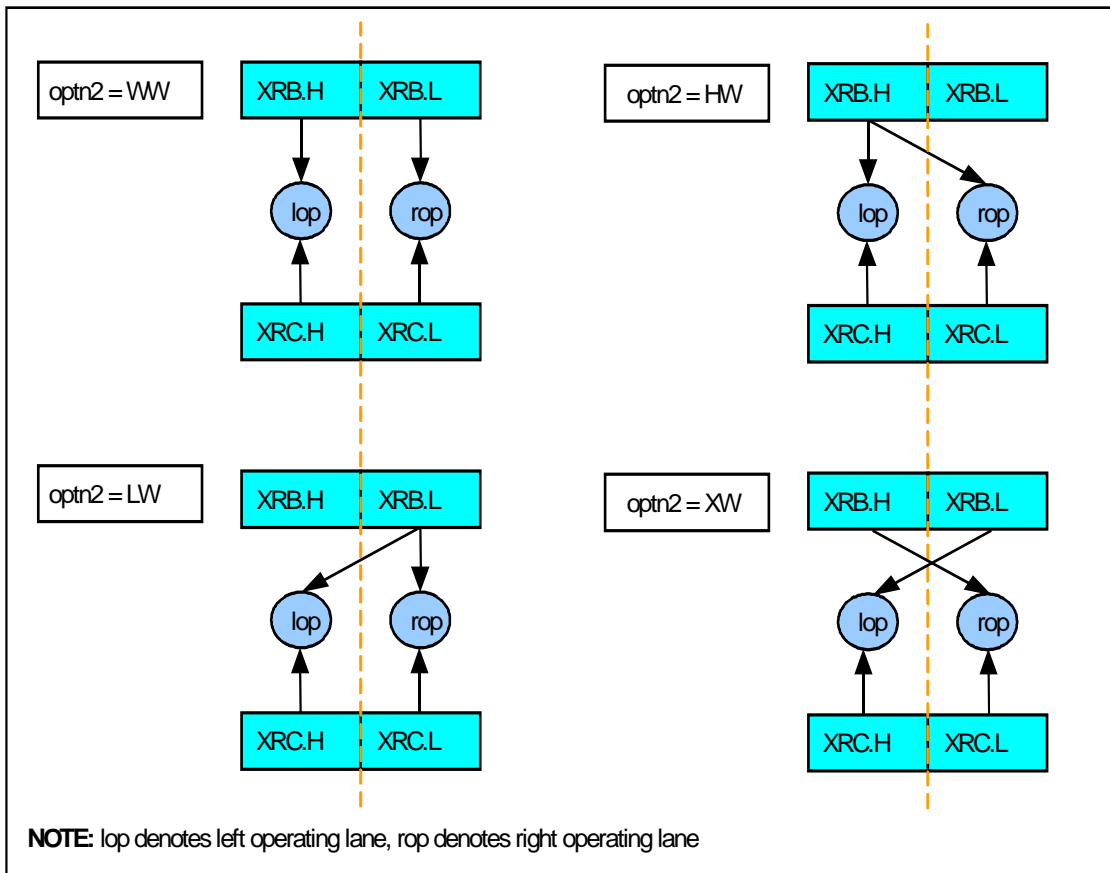 optn2 = WW
XRB.H XRB.L
lop rop
XRC.H XRC.L
optn2 = HW
XRB.H XRB.L
lop rop
XRC.H XRC.L
optn2 = LW
XRB.H XRB.L
lop rop
XRC.H XRC.L
optn2 = XW
XRB.H XRB.L
lop rop
XRC.H XRC.L
NOTE: lop denotes left operating lane, rop denotes right operating lane